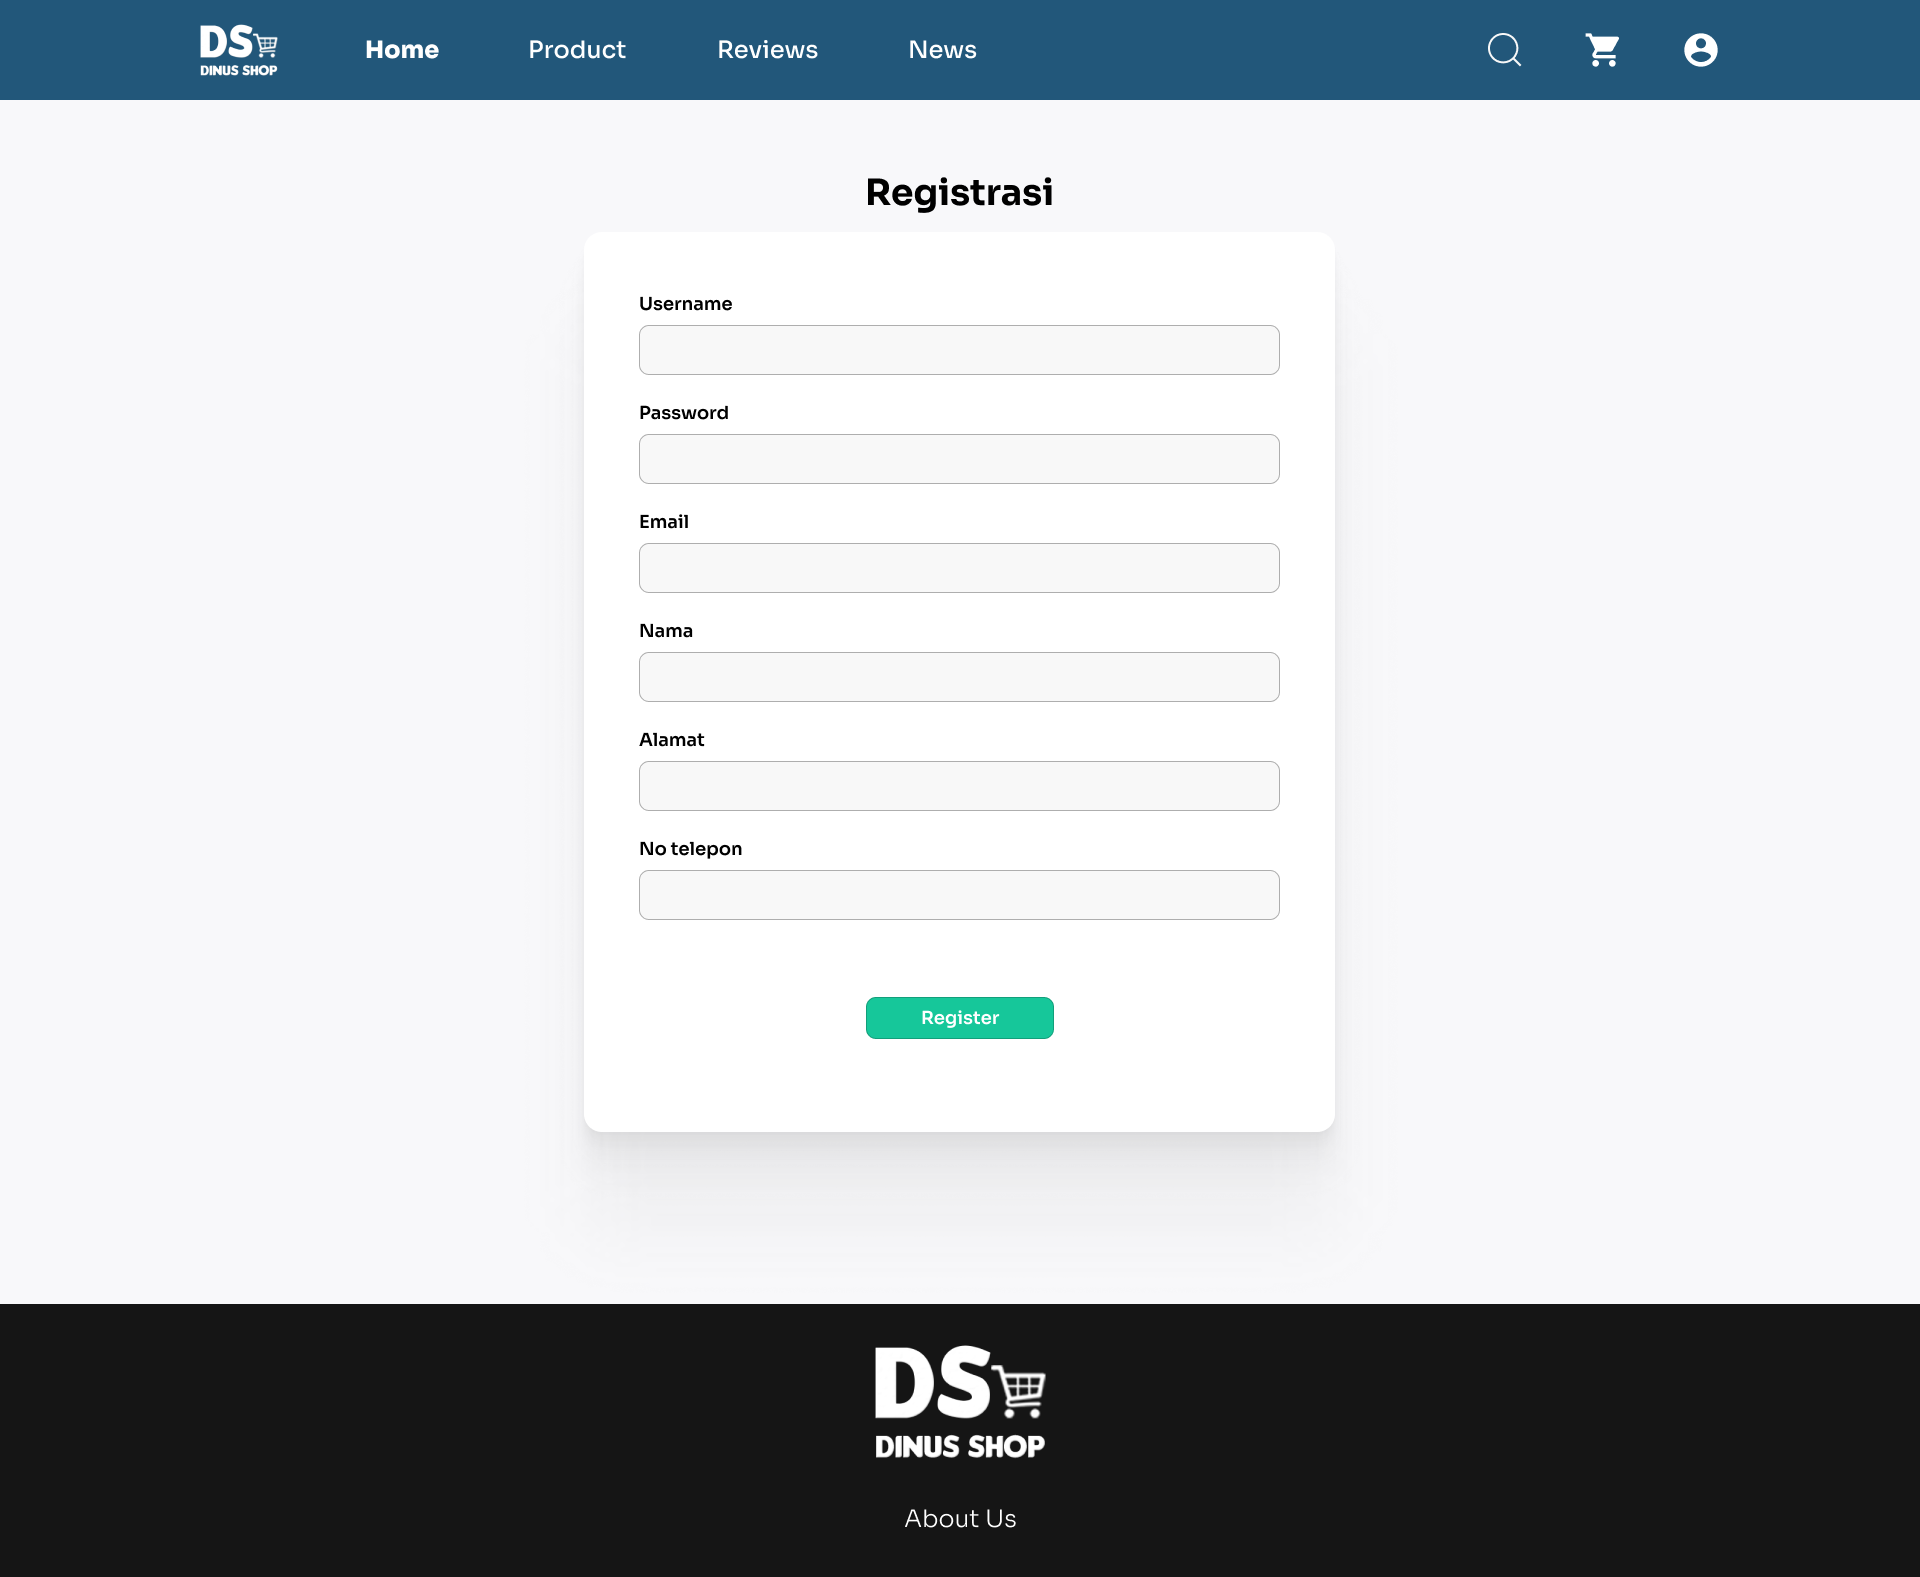 DS
DINUS SHOP
Home
Product
Reviews
News
Registrasi
Username
Password
Email
Nama
Alamat
No telepon
Register
DS
DINUS SHOP
About Us